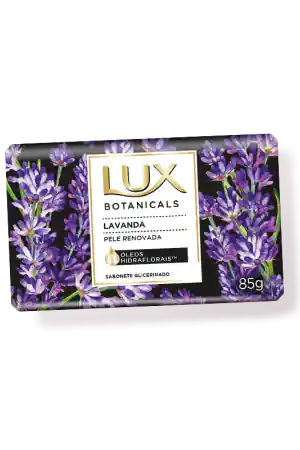 LUX
BOTANICALS
LAVANDA
PELE RENOVADA
ÓLEOS
HIDRAFLORAIS™
SABONETE GLICERINADO
85g